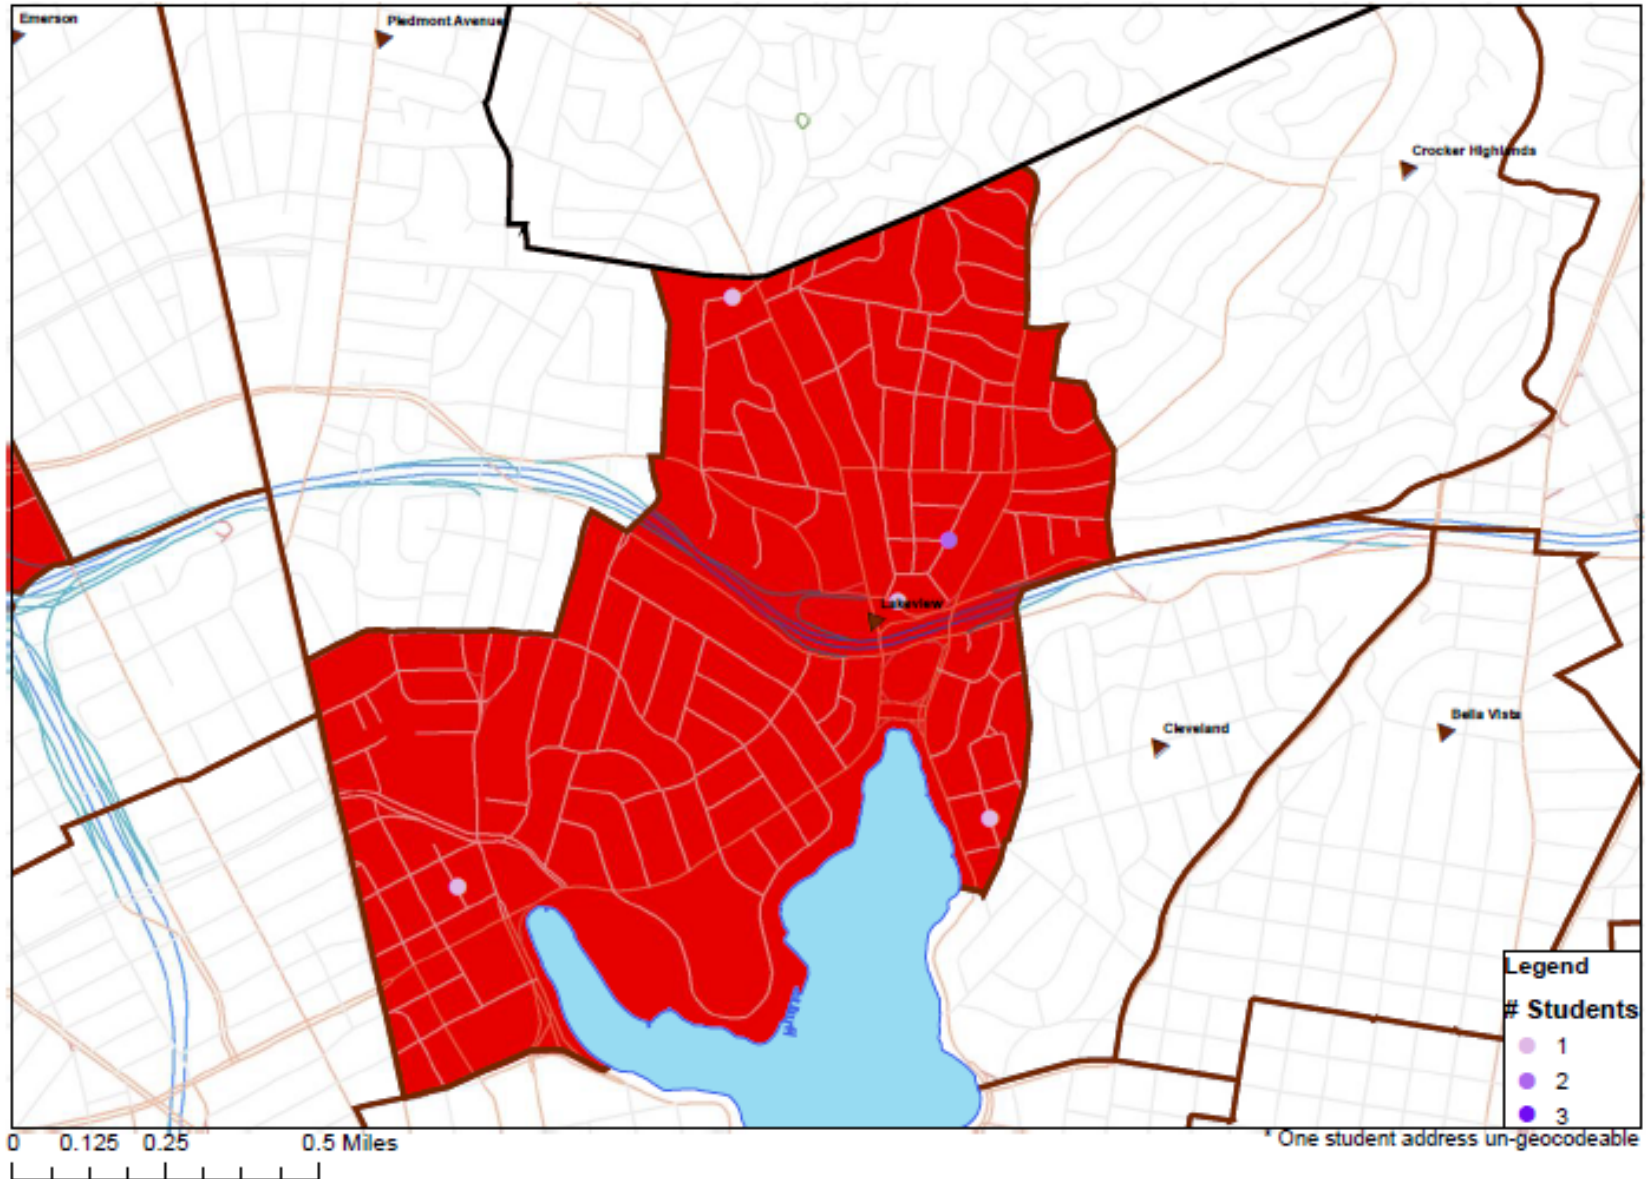 Emerson
Piedmont Avenue
Crocker Highlands
Lakeview
Cleveland
Bella Vista
Legend
# Students
1
2
3
0 0.125 0.25 0.5 Miles
* One student address un-geocodeable